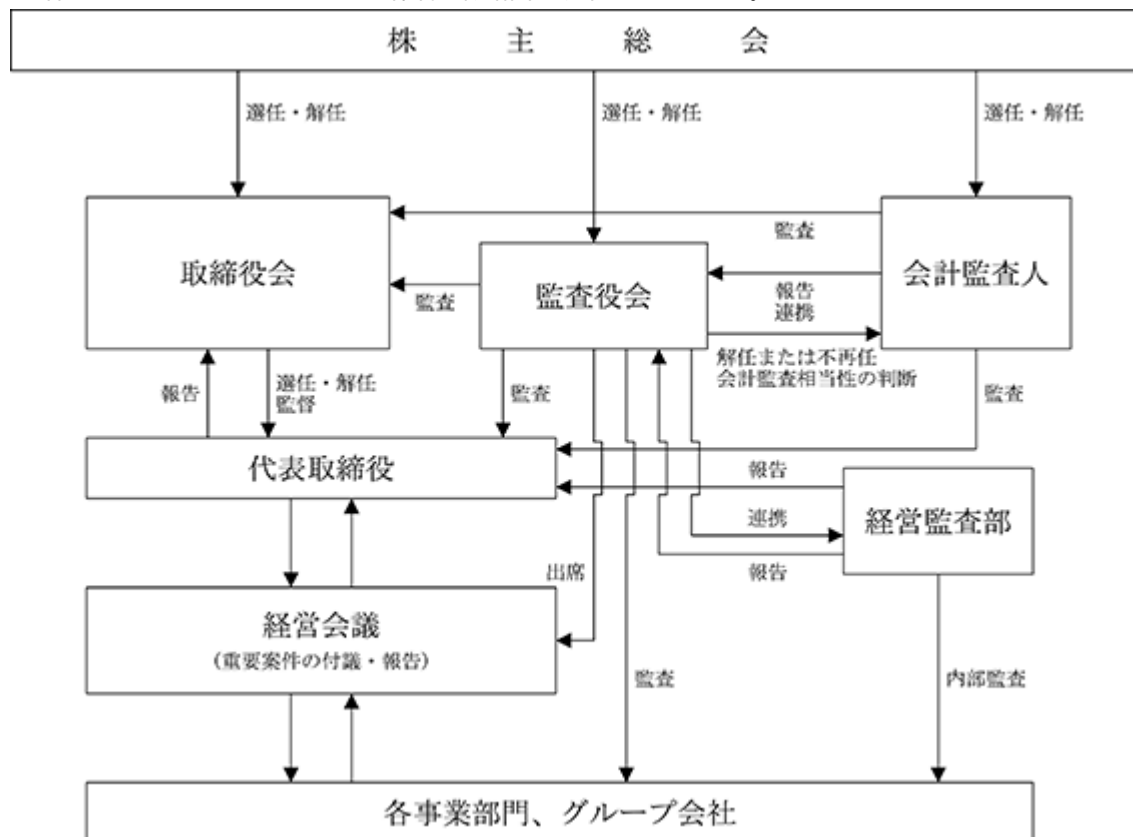 株主総会
選任・解任
選任・解任
選任・解任
取締役会
監査役会
会計監査人
監査
監査
報告
連携
解任または不再任
会計監査相当性の判断
報告
選任・解任
監督
監査
監査
代表取締役
報告
経営監査部
連携
報告
出席
経営会議
(重要案件の付議・報告)
監査
内部監査
各事業部門、グループ会社